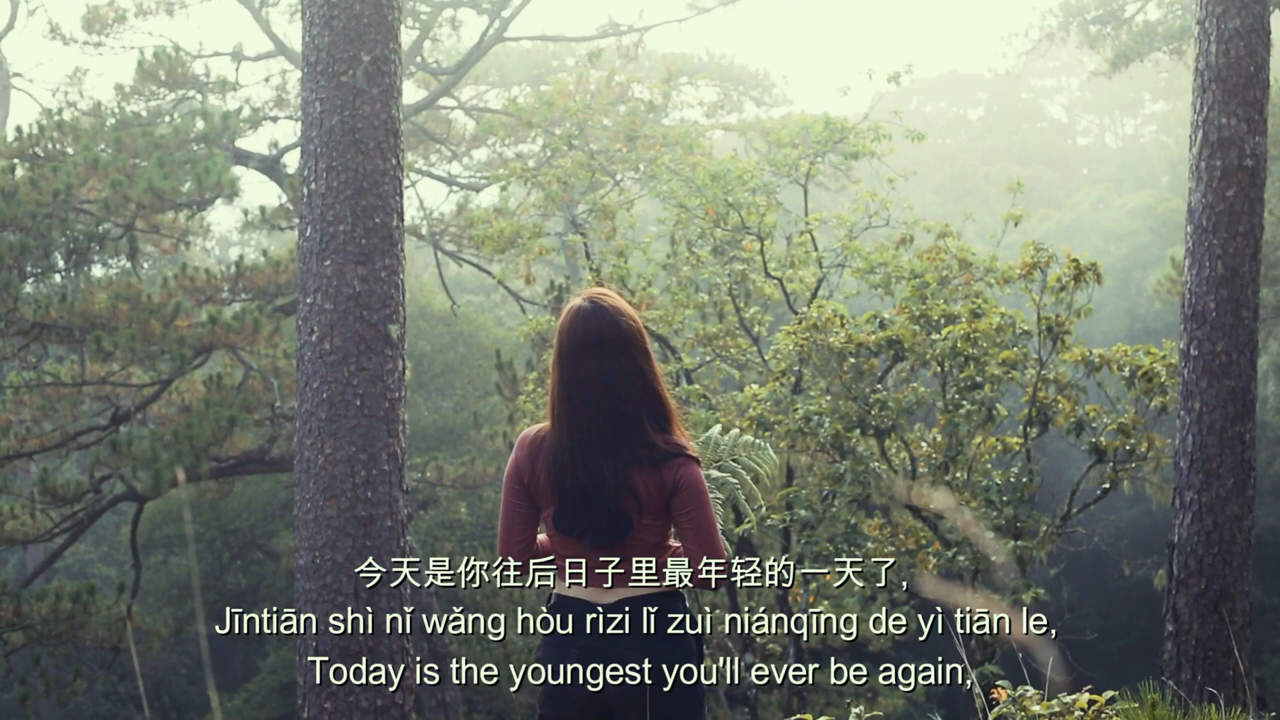 今天是你往后日子里最年轻的一天了,
Jīntiān shì nǐ wǎng hòu rìzi lǐ zuì niánqīng de yì tiān le,
Today is the youngest you'll ever be again,